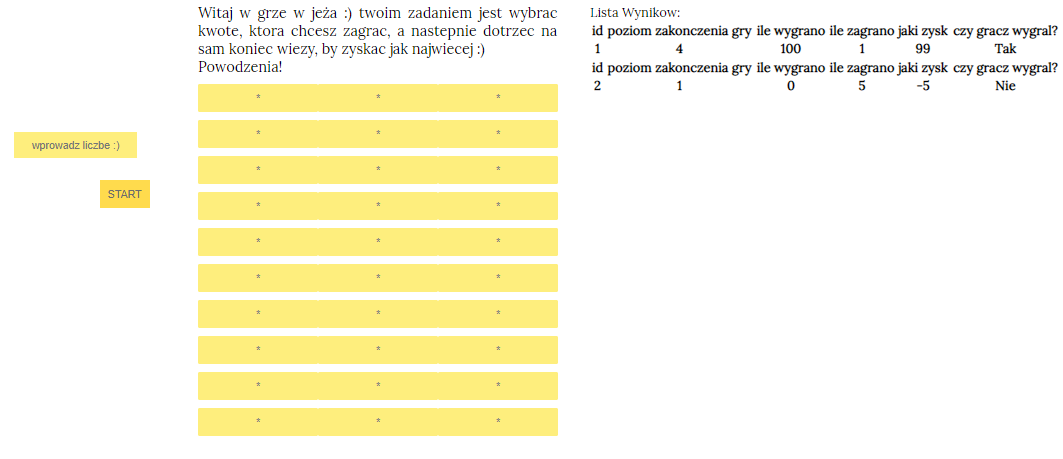 Witaj w grze w jeża :) twoim zadaniem jest wybrac
kwote, ktora chcesz zagrac, a nastepnie dotrzec na
sam koniec wiezy, by zyskac jak najwiecej :)
Powodzenia!
wprowadz liczbe :)
START
* * *
* * *
* * *
* * *
* * *
* * *
* * *
* * *
* * *
* * *
Lista Wynikow:
id poziom zakonczenia gry ile wygrano ile zagrano jaki zysk czy gracz wygral?
1 4 100 1 99 Tak
id poziom zakonczenia gry ile wygrano ile zagrano jaki zysk czy gracz wygral?
2 1 0 5 -5 Nie